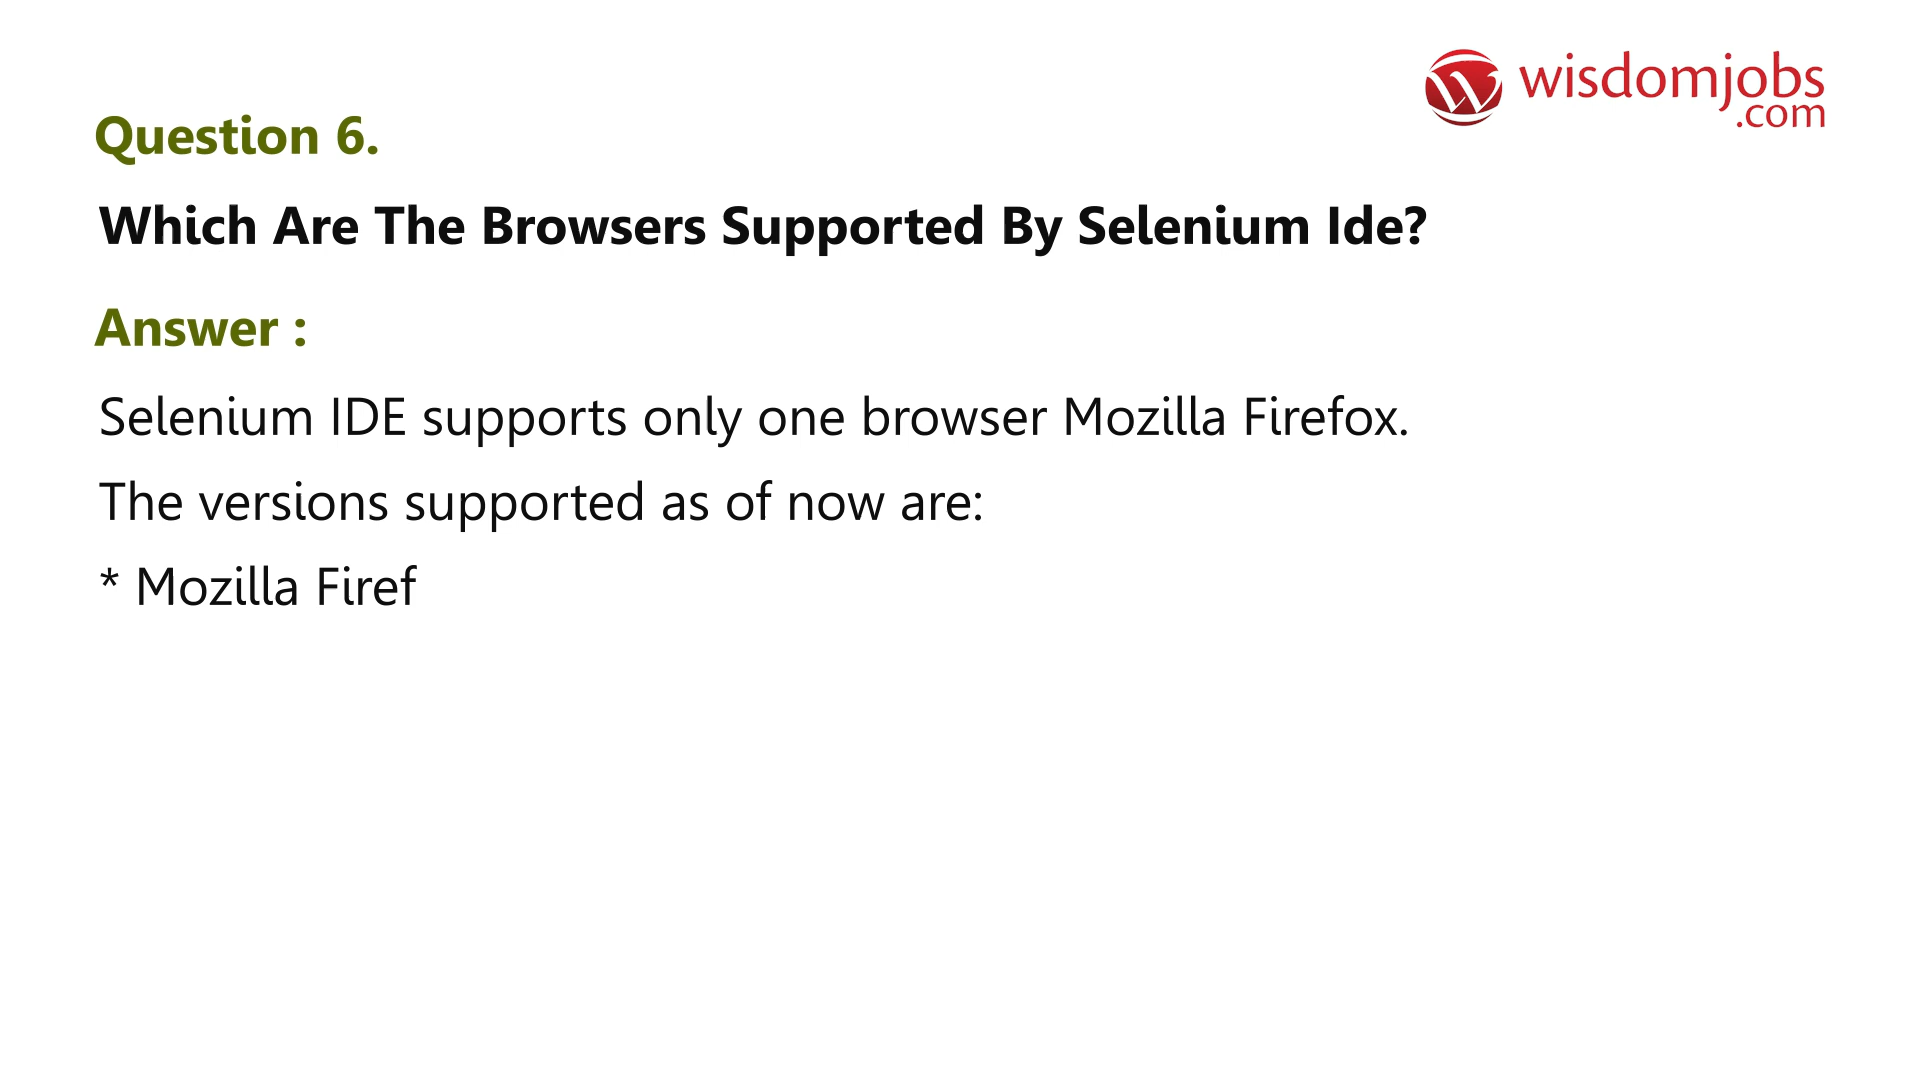 wisdomjobs
.com
Question 6.
Which Are The Browsers Supported By Selenium Ide?
Answer :
Selenium IDE supports only one browser Mozilla Firefox.
The versions supported as of now are:
* Mozilla Firef